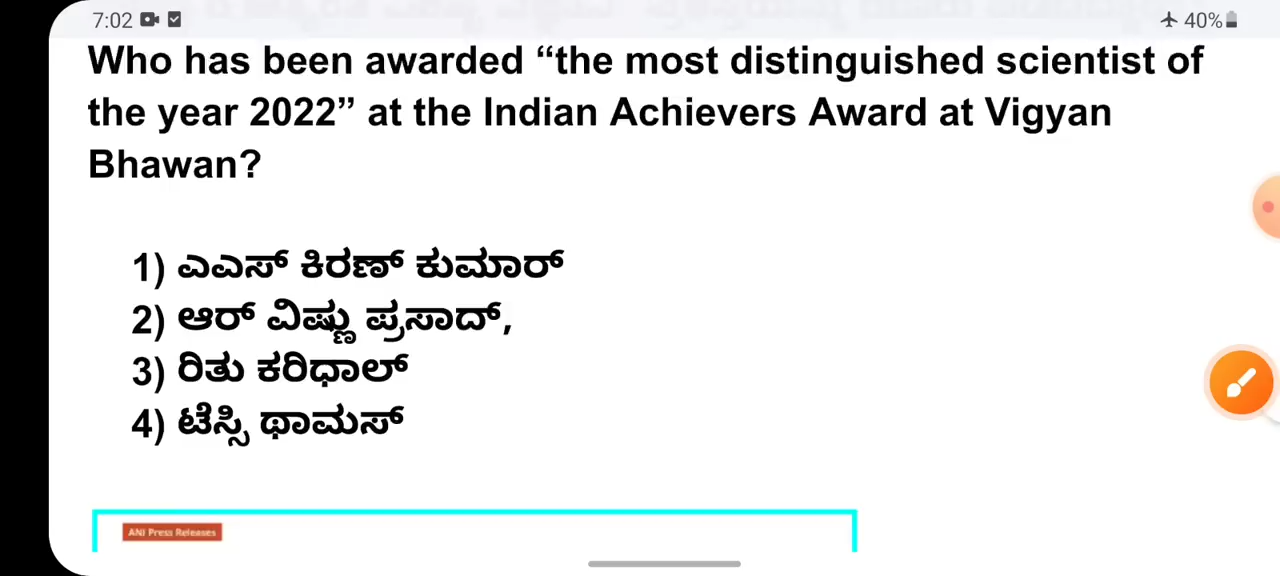 7:02
40%
Who has been awarded “the most distinguished scientist of
the year 2022” at the Indian Achievers Award at Vigyan
Bhawan?
1) ಎಎಸ್ ಕಿರಣ್ ಕುಮಾರ್
2) ಆರ್ ವಿಷ್ಣು ಪ್ರಸಾದ್,
3) ರಿತು ಕರಿಧಾಲ್
4) ಟೆಸ್ಸಿ ಥಾಮಸ್
ANI Press Releases